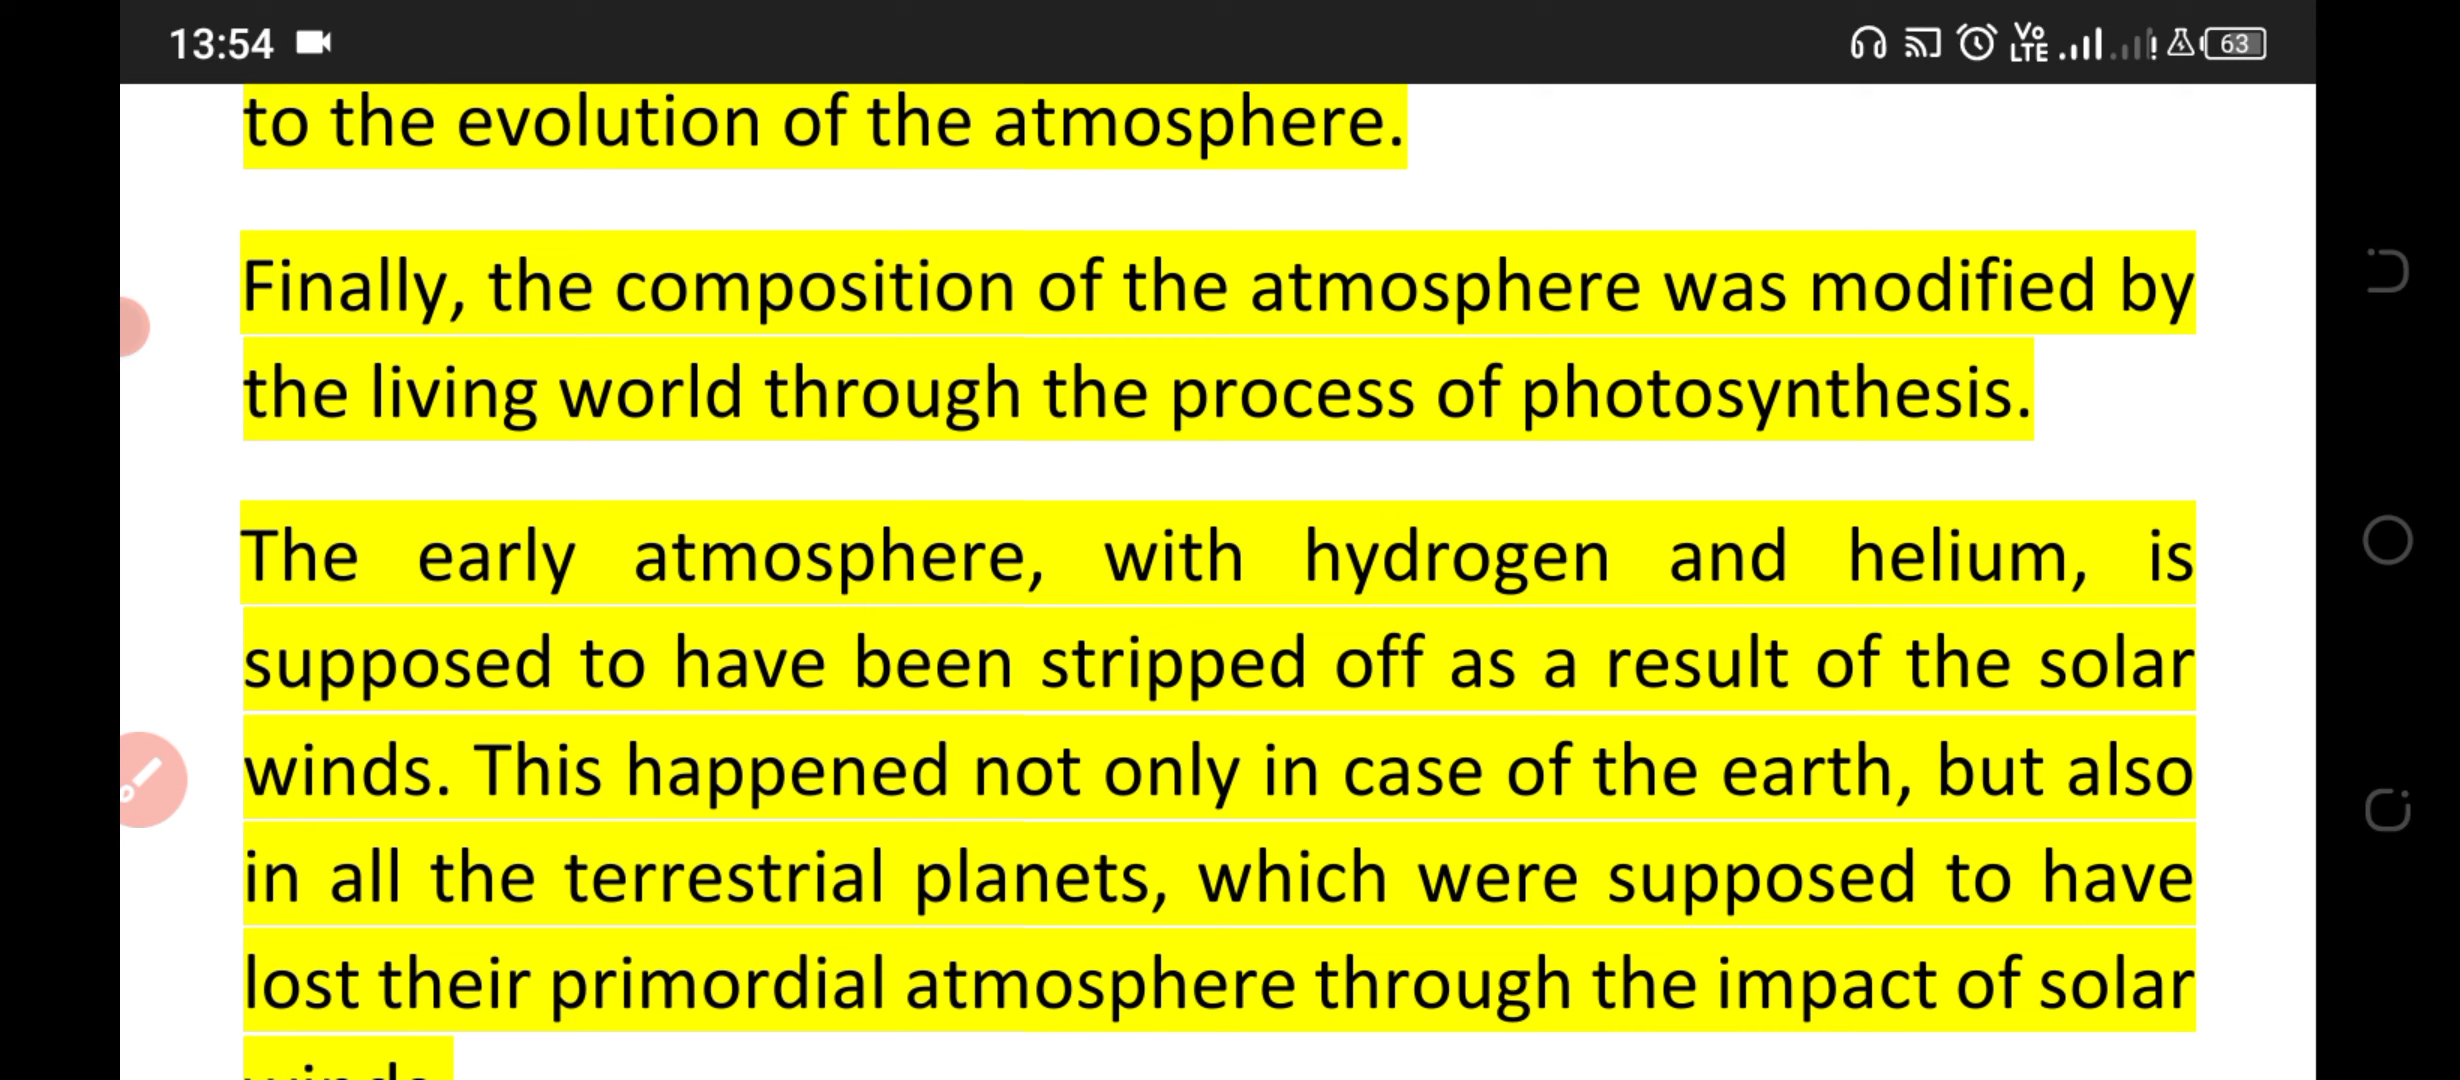 13:54 Vo LTE 63
to the evolution of the atmosphere.
Finally, the composition of the atmosphere was modified by
the living world through the process of photosynthesis.
The early atmosphere, with hydrogen and helium, is
supposed to have been stripped off as a result of the solar
winds. This happened not only in case of the earth, but also
in all the terrestrial planets, which were supposed to have
lost their primordial atmosphere through the impact of solar
winds.